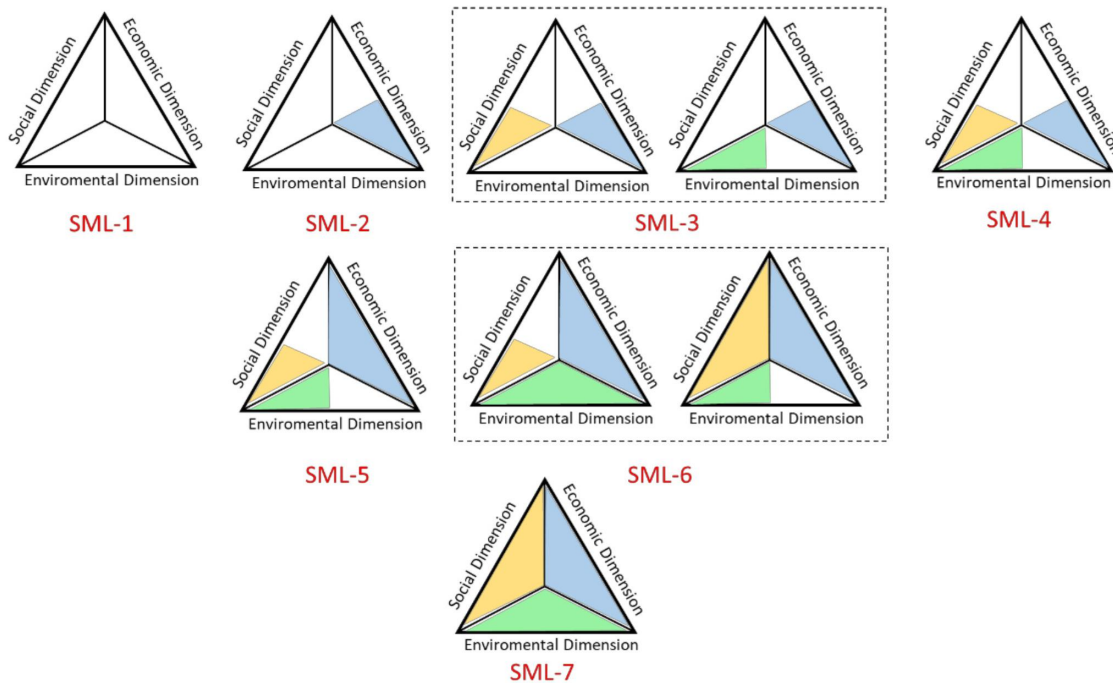 Social Dimension
Economic Dimension
Enviromental Dimension
SML-1
Social Dimension
Economic Dimension
Enviromental Dimension
SML-2
Social Dimension
Economic Dimension
Enviromental Dimension
Social Dimension
Economic Dimension
Enviromental Dimension
SML-3
Social Dimension
Economic Dimension
Enviromental Dimension
SML-4
Social Dimension
Economic Dimension
Enviromental Dimension
SML-5
Social Dimension
Economic Dimension
Enviromental Dimension
Social Dimension
Economic Dimension
Enviromental Dimension
SML-6
Social Dimension
Economic Dimension
Enviromental Dimension
SML-7